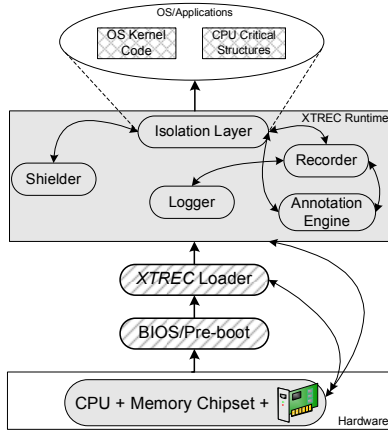 OS/Applications
OS Kernel
Code
CPU Critical
Structures
XTREC Runtime
Isolation Layer
Shielder
Recorder
Logger
Annotation
Engine
XTREC Loader
BIOS/Pre-boot
CPU + Memory Chipset +
Hardware